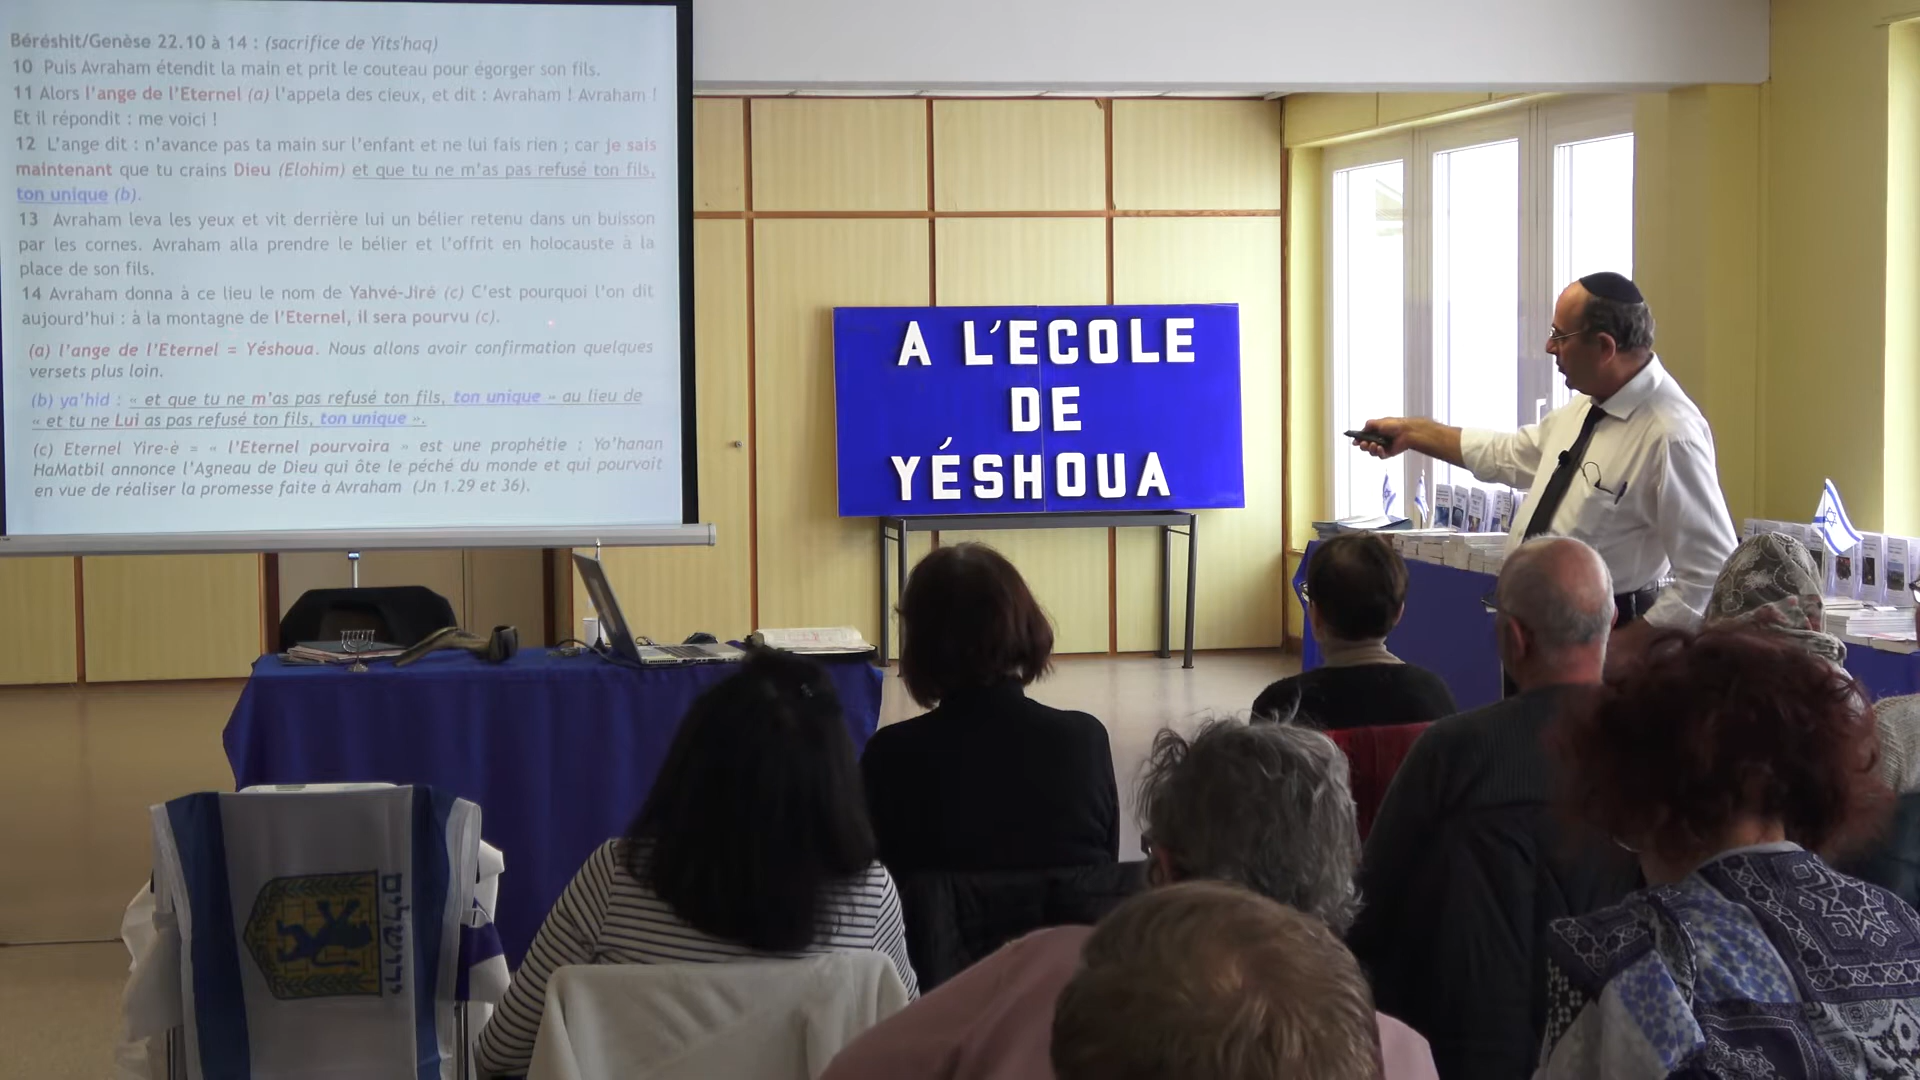 Béréshit/Genèse 22.10 à 14 : (sacrifice de Yits'haq)
10 Puis Avraham étendit la main et prit le couteau pour égorger son fils.
11 Alors l'ange de l'Eternel (a) l'appela des cieux, et dit : Avraham ! Avraham !
Et il répondit : me voici !
12 L'ange dit : n'avance pas ta main sur l'enfant et ne lui fais rien ; car je sais
maintenant que tu crains Dieu (Elohim) et que tu ne m'as pas refusé ton fils,
ton unique (b).
13 Avraham leva les yeux et vit derrière lui un bélier retenu dans un buisson
par les cornes. Avraham alla prendre le bélier et l'offrit en holocauste à la
place de son fils.
14 Avraham donna à ce lieu le nom de Yahvé-Jiré (c) C'est pourquoi l'on dit
aujourd'hui : à la montagne de l'Eternel, il sera pourvu (c).
(a) l'ange de l'Eternel = Yéshoua. Nous allons avoir confirmation quelques
versets plus loin.
(b) ya'hid : « et que tu ne m'as pas refusé ton fils, ton unique » au lieu de
« et tu ne Lui as pas refusé ton fils, ton unique ».
(c) Eternel Yire-è = « l'Eternel pourvoira » est une prophétie : Yo'hanan
HaMatbil annonce l'Agneau de Dieu qui ôte le péché du monde et qui pourvoit
en vue de réaliser la promesse faite à Avraham (Jn 1.29 et 36).
A L'ECOLE
DE
YÉSHOUA
ירושלים